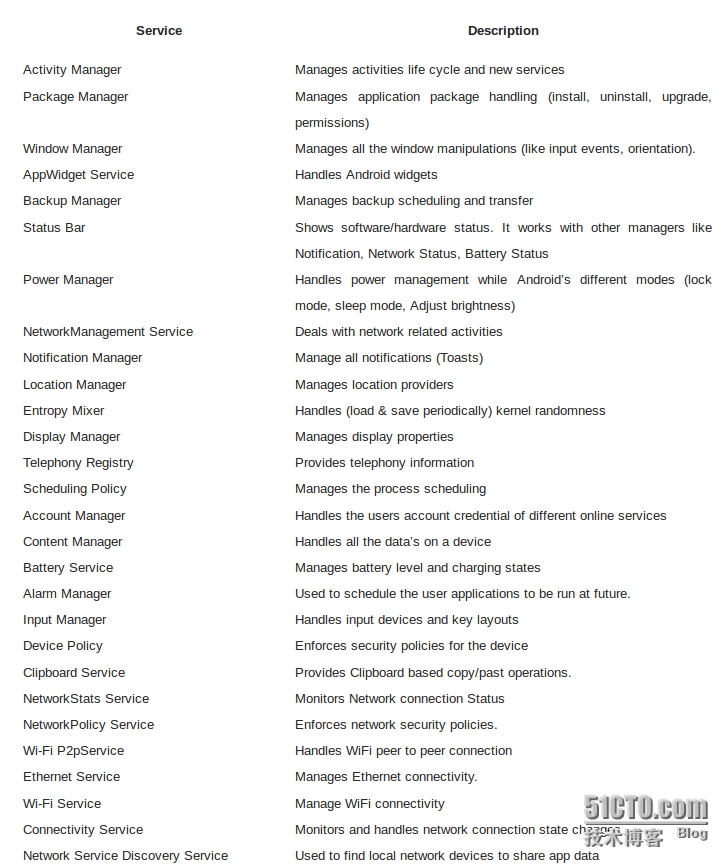 Service Description
Activity Manager Manages activities life cycle and new services
Package Manager Manages application package handling (install, uninstall, upgrade,
permissions)
Window Manager Manages all the window manipulations (like input events, orientation).
AppWidget Service Handles Android widgets
Backup Manager Manages backup scheduling and transfer
Status Bar Shows software/hardware status. It works with other managers like
Notification, Network Status, Battery Status
Power Manager Handles power management while Android's different modes (lock
mode, sleep mode, Adjust brightness)
NetworkManagement Service Deals with network related activities
Notification Manager Manage all notifications (Toasts)
Location Manager Manages location providers
Entropy Mixer Handles (load & save periodically) kernel randomness
Display Manager Manages display properties
Telephony Registry Provides telephony information
Scheduling Policy Manages the process scheduling
Account Manager Handles the users account credential of different online services
Content Manager Handles all the data's on a device
Battery Service Manages battery level and charging states
Alarm Manager Used to schedule the user applications to be run at future.
Input Manager Handles input devices and key layouts
Device Policy Enforces security policies for the device
Clipboard Service Provides Clipboard based copy/past operations.
NetworkStats Service Monitors Network connection Status
NetworkPolicy Service Enforces network security policies.
Wi-Fi P2pService Handles WiFi peer to peer connection
Ethernet Service Manages Ethernet connectivity.
Wi-Fi Service Manage WiFi connectivity
51CTO.com
Connectivity Service Monitors and handles network connection state changes
技术博客 Blog
Network Service Discovery Service Used to find local network devices to share app data